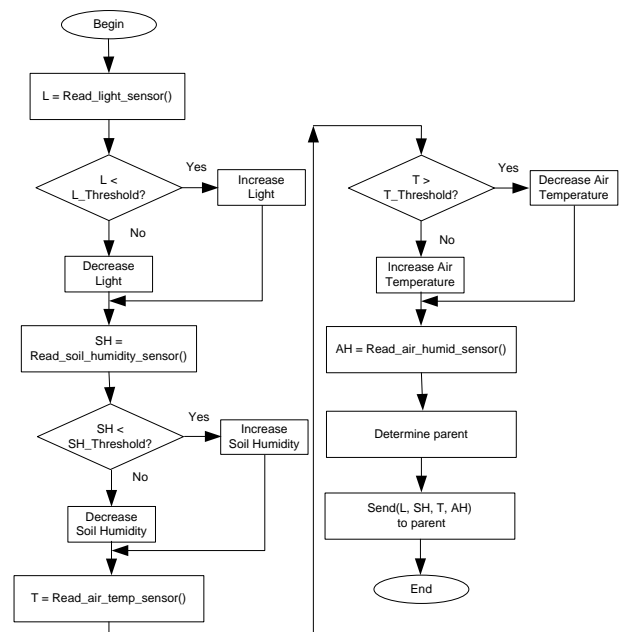 Begin
L = Read_light_sensor()
L <
L_Threshold?
Yes
Increase
Light
No
Decrease
Light
SH =
Read_soil_humidity_sensor()
SH <
SH_Threshold?
Yes
Increase
Soil Humidity
No
Decrease
Soil Humidity
T = Read_air_temp_sensor()
T >
T_Threshold?
Yes
Decrease Air
Temperature
No
Increase Air
Temperature
AH = Read_air_humid_sensor()
Determine parent
Send(L, SH, T, AH)
to parent
End